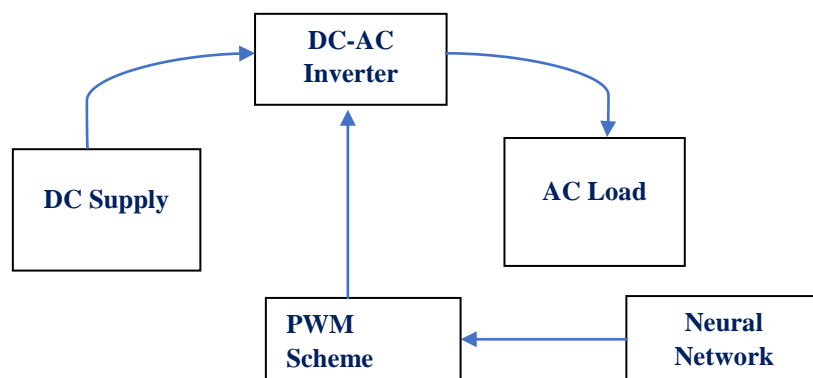 DC-AC
Inverter
DC Supply
AC Load
PWM
Scheme
Neural
Network